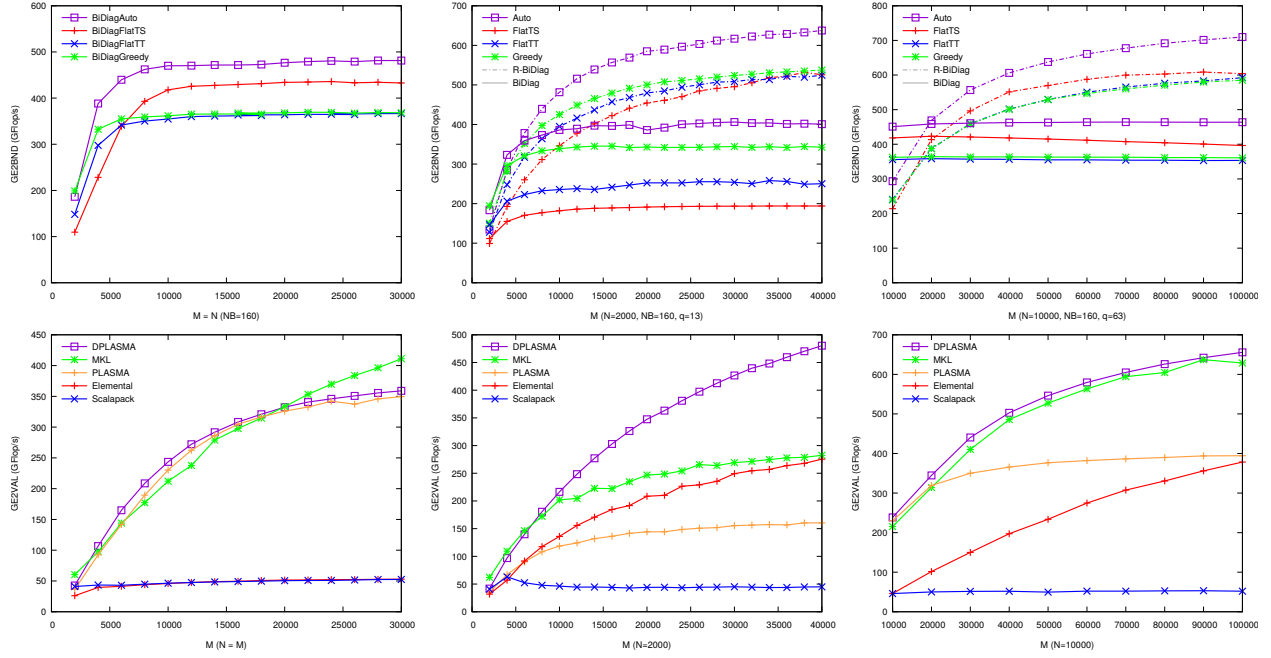 600
500
400
300
200
100
0
GE2BND (GFlop/s)
BiDiagAuto
BiDiagFlatTS
BiDiagFlatTT
BiDiagGreedy
0 5000 10000 15000 20000 25000 30000
M = N (NB=160)
700
600
500
400
300
200
100
0
GE2BND (GFlop/s)
Auto
FlatTS
FlatTT
Greedy
R-BiDiag
BiDiag
0 5000 10000 15000 20000 25000 30000 35000 40000
M (N=2000, NB=160, q=13)
800
700
600
500
400
300
200
100
0
GE2BND (GFlop/s)
Auto
FlatTS
FlatTT
Greedy
R-BiDiag
BiDiag
10000 20000 30000 40000 50000 60000 70000 80000 90000 100000
M (N=10000, NB=160, q=63)
450
400
350
300
250
200
150
100
50
0
GE2VAL (GFlop/s)
DPLASMA
MKL
PLASMA
Elemental
Scalapack
0 5000 10000 15000 20000 25000 30000
M (N = M)
500
450
400
350
300
250
200
150
100
50
0
GE2VAL (GFlop/s)
DPLASMA
MKL
PLASMA
Elemental
Scalapack
0 5000 10000 15000 20000 25000 30000 35000 40000
M (N=2000)
700
600
500
400
300
200
100
0
GE2VAL (GFlop/s)
DPLASMA
MKL
PLASMA
Elemental
Scalapack
10000 20000 30000 40000 50000 60000 70000 80000 90000 100000
M (N=10000)